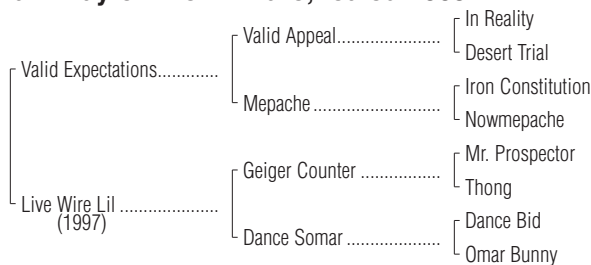 In Reality
Valid Appeal
Desert Trial
Valid Expectations
Iron Constitution
Mepache
Nowmepache
Mr. Prospector
Geiger Counter
Thong
Live Wire Lil
(1997)
Dance Bid
Dance Somar
Omar Bunny